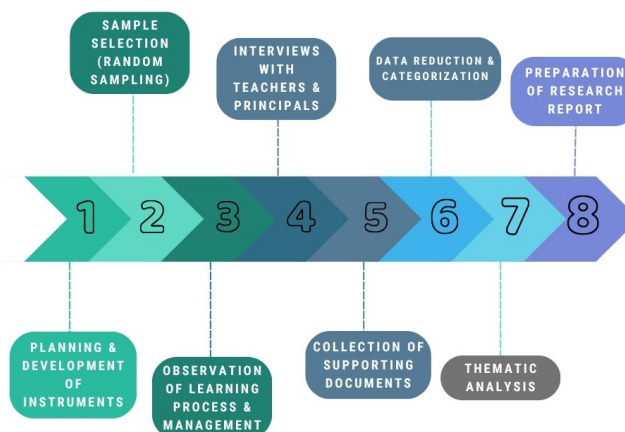 SAMPLE
SELECTION
(RANDOM
SAMPLING)
INTERVIEWS
WITH
TEACHERS &
PRINCIPALS
DATA REDUCTION &
CATEGORIZATION
PREPARATION
OF RESEARCH
REPORT
1
2
3
4
5
6
7
8
PLANNING &
DEVELOPMENT
OF
INSTRUMENTS
OBSERVATION
OF LEARNING
PROCESS &
MANAGEMENT
COLLECTION OF
SUPPORTING
DOCUMENTS
THEMATIC
ANALYSIS